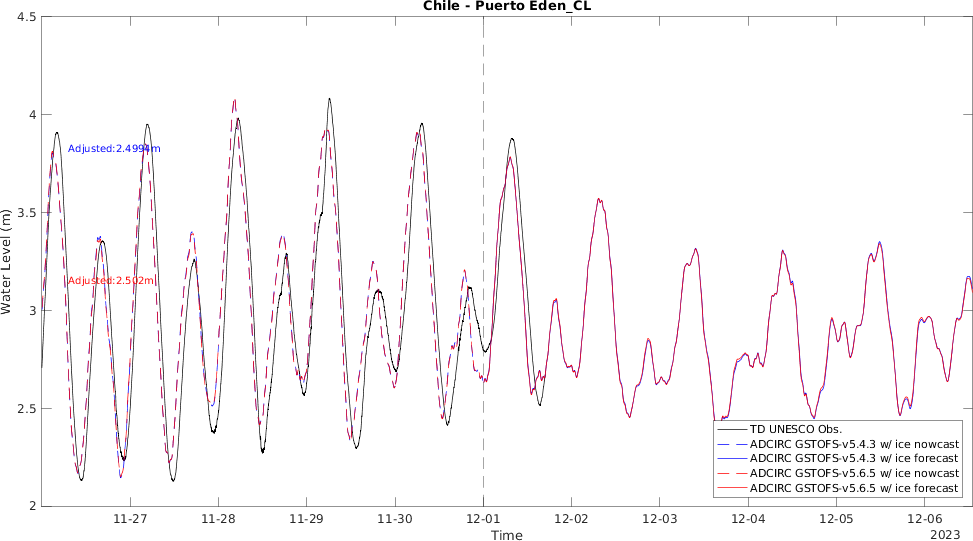 Chile - Puerto Eden_CL
4.5
4
3.5
3
2.5
2
Water Level (m)
Adjusted:2.4994m
Adjusted:2.502m
TD UNESCO Obs.
ADCIRC GSTOFS-v5.4.3 w/ ice nowcast
ADCIRC GSTOFS-v5.4.3 w/ ice forecast
ADCIRC GSTOFS-v5.6.5 w/ ice nowcast
ADCIRC GSTOFS-v5.6.5 w/ ice forecast
11-27 11-28 11-29 11-30 12-01 12-02 12-03 12-04 12-05 12-06
Time
2023